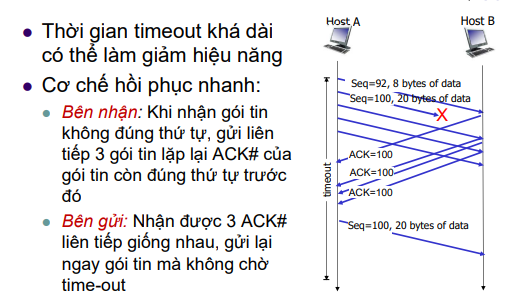 Thời gian timeout khá dài
có thể làm giảm hiệu năng
Cơ chế hồi phục nhanh:
Bên nhận: Khi nhận gói tin
không đúng thứ tự, gửi liên
tiếp 3 gói tin lặp lại ACK# của
gói tin còn đúng thứ tự trước
đó
Bên gửi: Nhận được 3 ACK#
liên tiếp giống nhau, gửi lại
ngay gói tin mà không chờ
time-out
Host A
Host B
Seq=92, 8 bytes of data
Seq=100, 20 bytes of data
X
ACK=100
ACK=100
ACK=100
timeout
Seq=100, 20 bytes of data